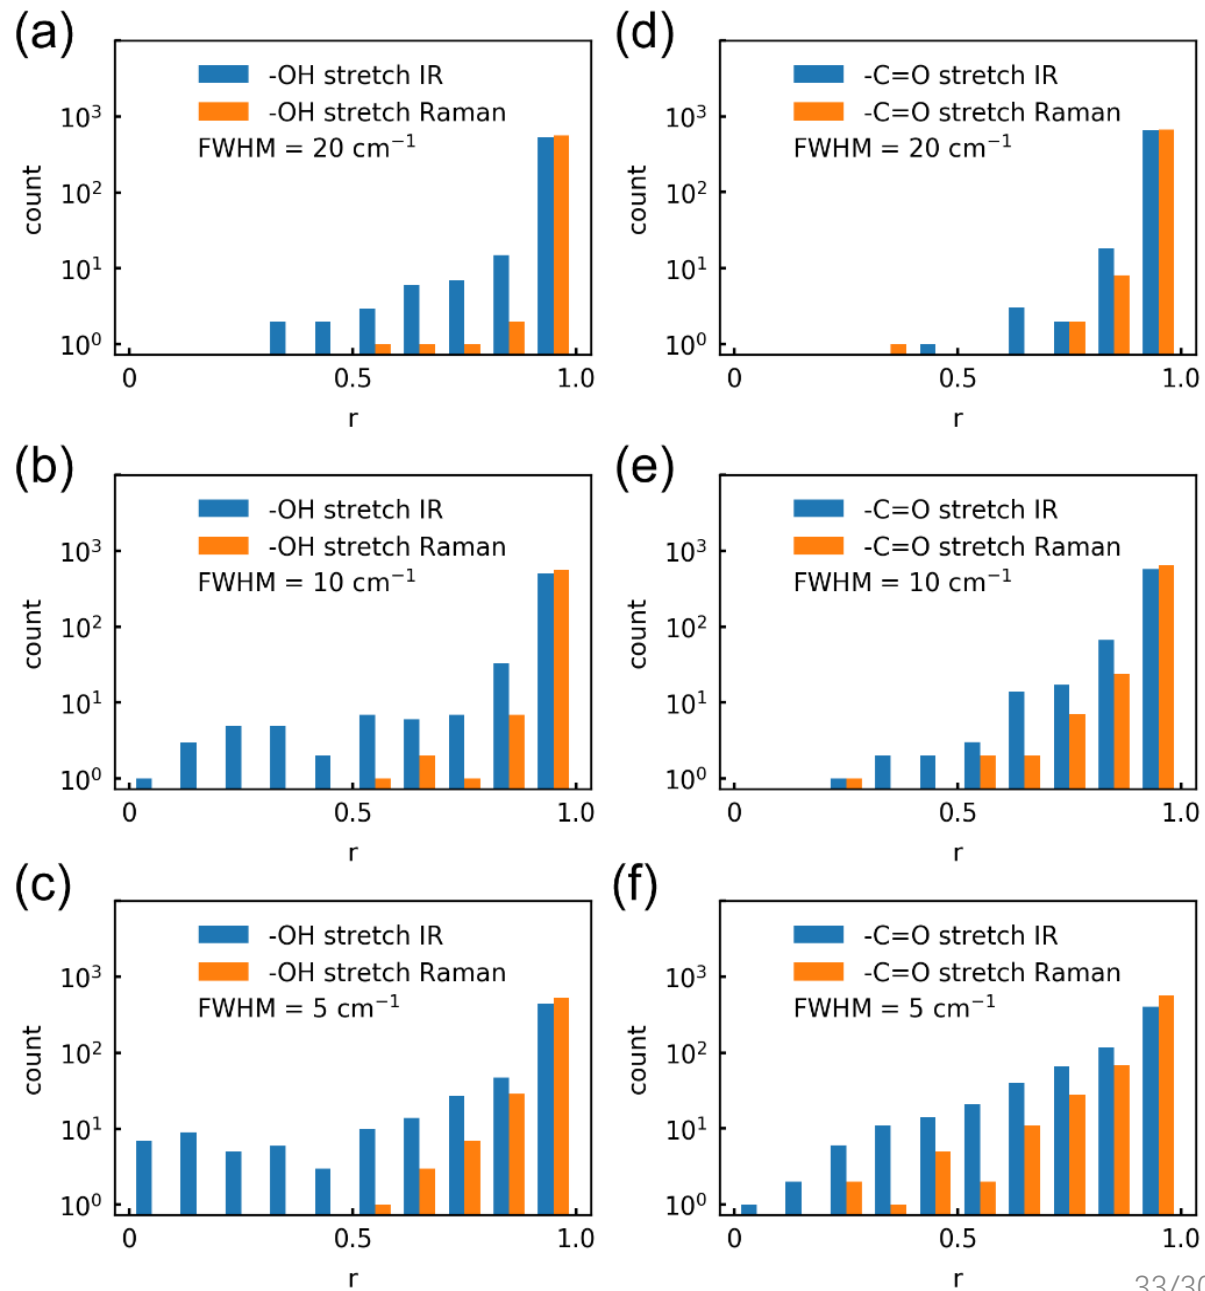 (a)
-OH stretch IR
-OH stretch Raman
FWHM = 20 cm⁻¹
count
10³
10²
10¹
10⁰
0 0.5 1.0
r
(d)
-C=O stretch IR
-C=O stretch Raman
FWHM = 20 cm⁻¹
count
10³
10²
10¹
10⁰
0 0.5 1.0
r
(b)
-OH stretch IR
-OH stretch Raman
FWHM = 10 cm⁻¹
count
10³
10²
10¹
10⁰
0 0.5 1.0
r
(e)
-C=O stretch IR
-C=O stretch Raman
FWHM = 10 cm⁻¹
count
10³
10²
10¹
10⁰
0 0.5 1.0
r
(c)
-OH stretch IR
-OH stretch Raman
FWHM = 5 cm⁻¹
count
10³
10²
10¹
10⁰
0 0.5 1.0
r
(f)
-C=O stretch IR
-C=O stretch Raman
FWHM = 5 cm⁻¹
count
10³
10²
10¹
10⁰
0 0.5 1.0
r